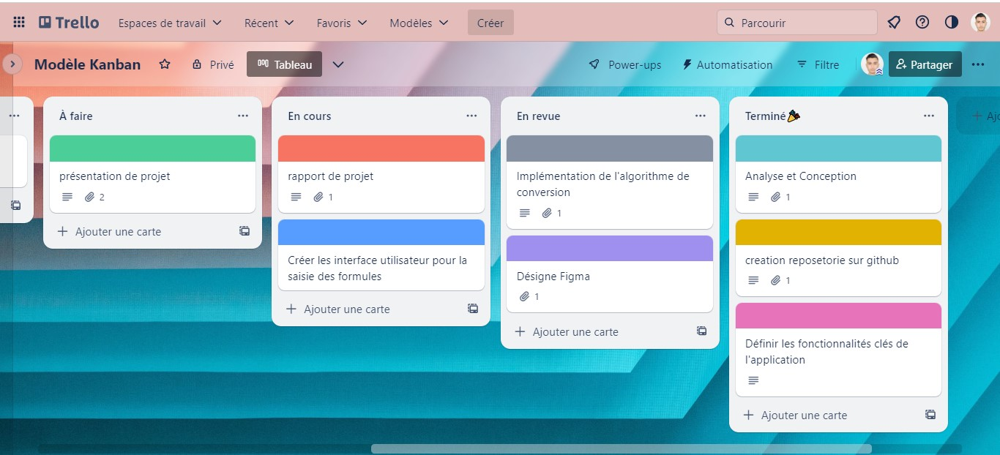 Trello
Espaces de travail
Récent
Favoris
Modèles
Créer
Parcourir
Modèle Kanban
Privé
Tableau
Power-ups
Automatisation
Filtre
Partager
À faire
présentation de projet
2
Ajouter une carte
En cours
rapport de projet
1
Créer les interface utilisateur pour la
saisie des formules
Ajouter une carte
En revue
Implémentation de l'algorithme de
conversion
1
Désigne Figma
1
Ajouter une carte
Terminé
Analyse et Conception
1
creation reposetorie sur github
1
Définir les fonctionnalités clés de
l'application
Ajouter une carte